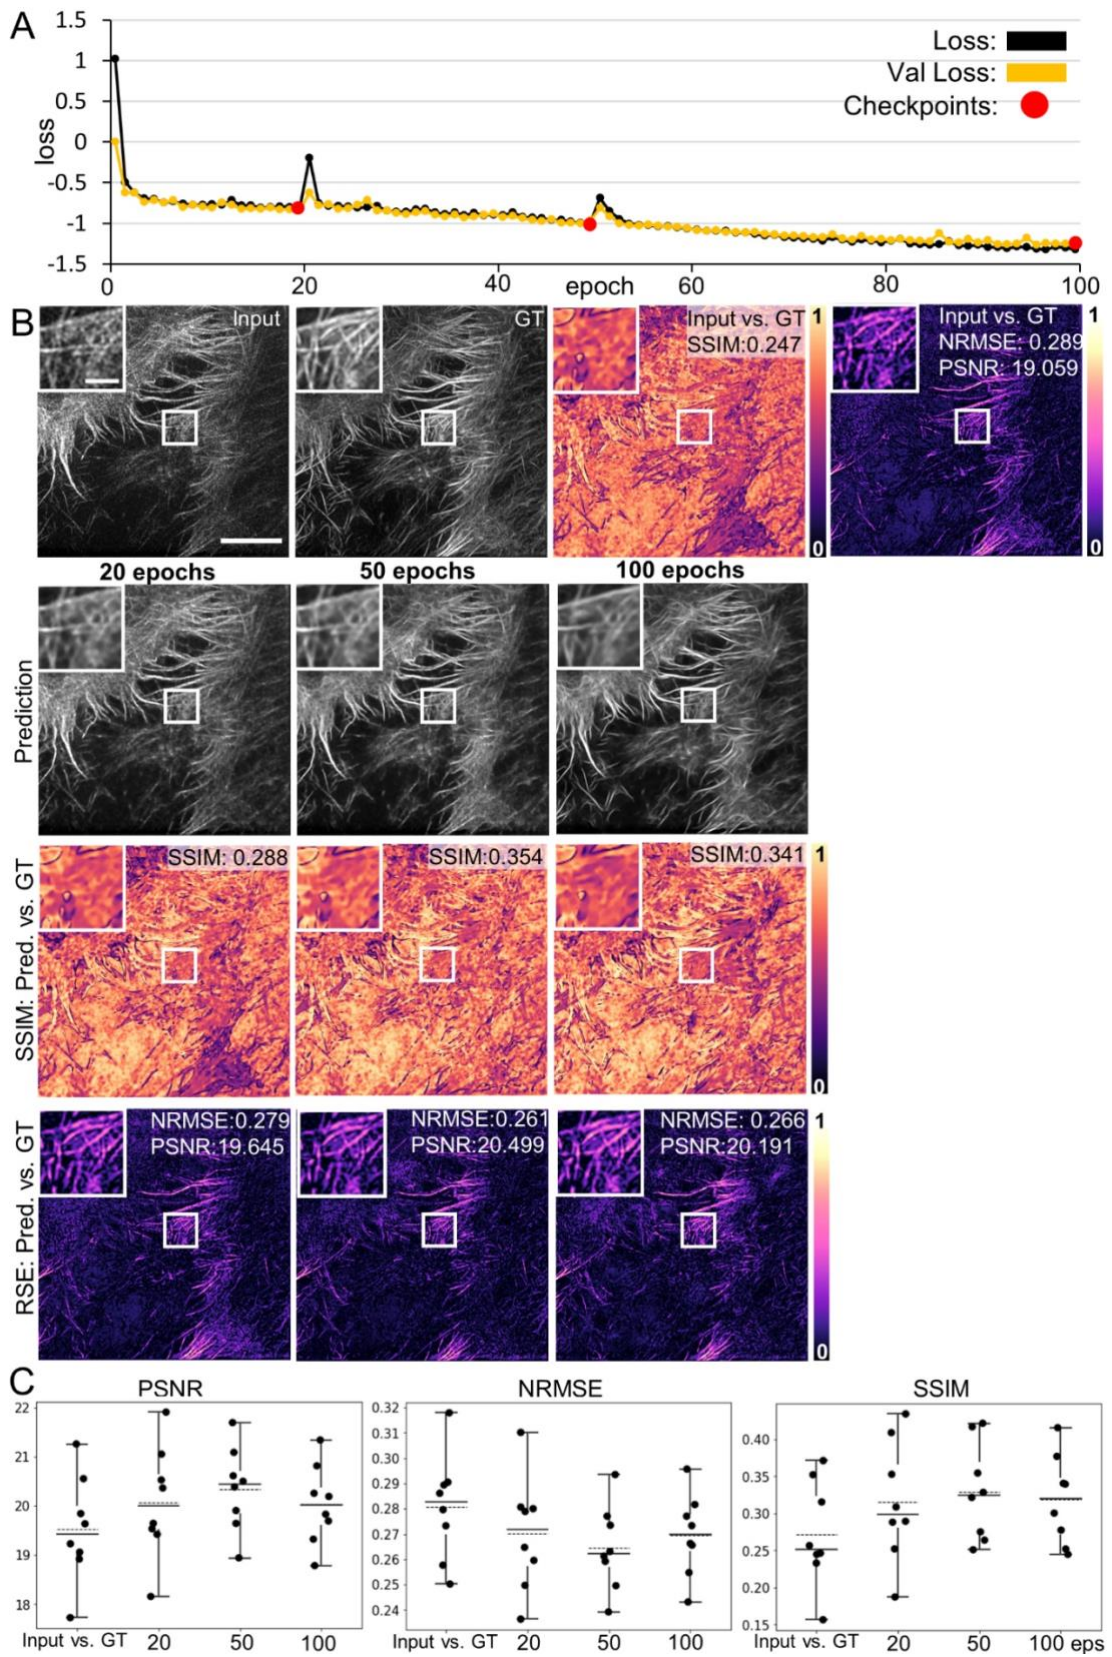 A
1.5
1
0.5
0
-0.5
-1
-1.5
loss
Loss:
Val Loss:
Checkpoints:
0
20
40
epoch
60
80
100
B
Input
GT
Input vs. GT
SSIM:0.247
1
0
Input vs. GT
NRMSE: 0.289
PSNR: 19.059
1
0
20 epochs
50 epochs
100 epochs
Prediction
SSIM: Pred. vs. GT
SSIM: 0.288
SSIM:0.354
SSIM:0.341
1
0
RSE: Pred. vs. GT
NRMSE:0.279
PSNR:19.645
NRMSE:0.261
PSNR:20.499
NRMSE: 0.266
PSNR:20.191
1
0
C
PSNR
22
21
20
19
18
Input vs. GT
20
50
100
NRMSE
0.32
0.31
0.30
0.29
0.28
0.27
0.26
0.25
0.24
Input vs. GT
20
50
100
SSIM
0.40
0.35
0.30
0.25
0.20
0.15
Input vs. GT
20
50
100 eps